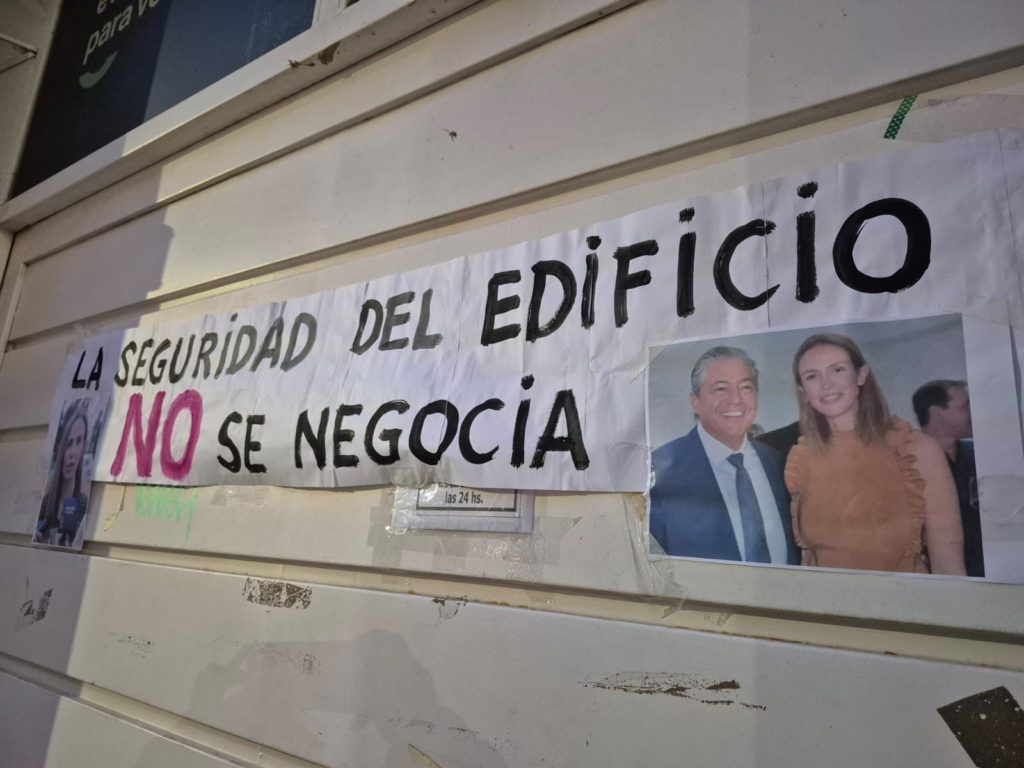 para v
LA SEGURIDAD DEL EDIFICIO
NO SE NEGOCIA
las 24 hs.